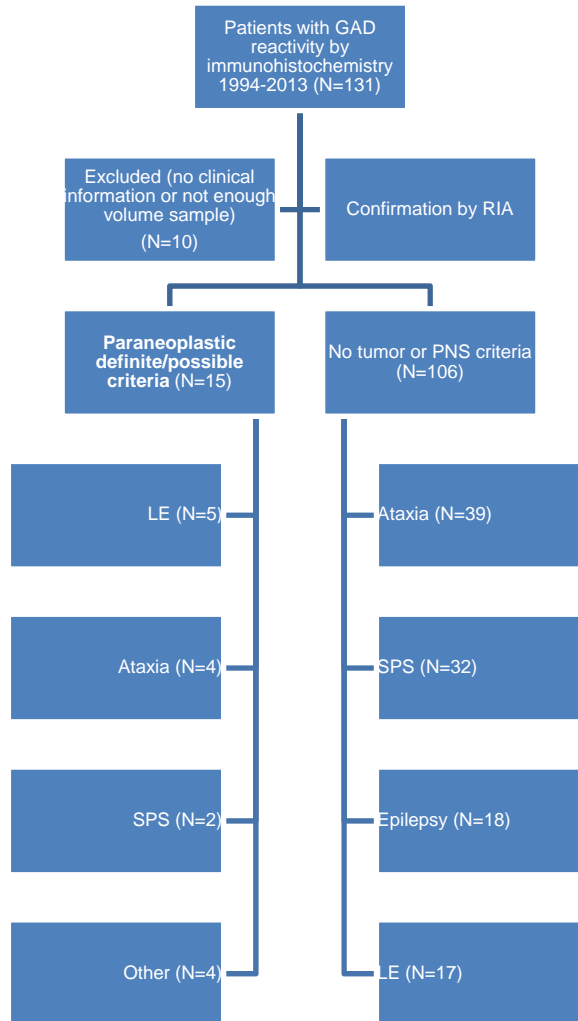 Patients with GAD
reactivity by
immunohistochemistry
1994-2013 (N=131)
Excluded (no clinical
information or not enough
volume sample)
(N=10)
Confirmation by RIA
Paraneoplastic
definite/possible
criteria (N=15)
No tumor or PNS criteria
(N=106)
LE (N=5)
Ataxia (N=39)
Ataxia (N=4)
SPS (N=32)
SPS (N=2)
Epilepsy (N=18)
Other (N=4)
LE (N=17)